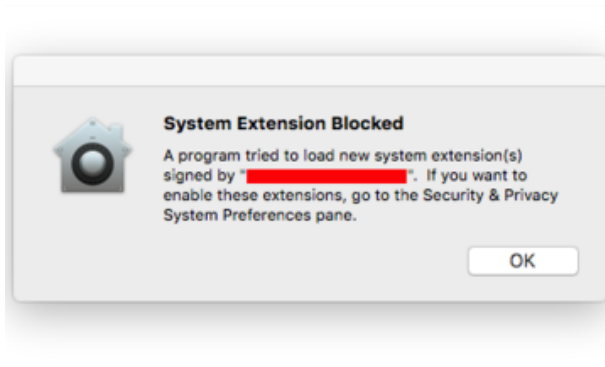 System Extension Blocked
A program tried to load new system extension(s)
signed by "". If you want to
enable these extensions, go to the Security & Privacy
System Preferences pane.
OK